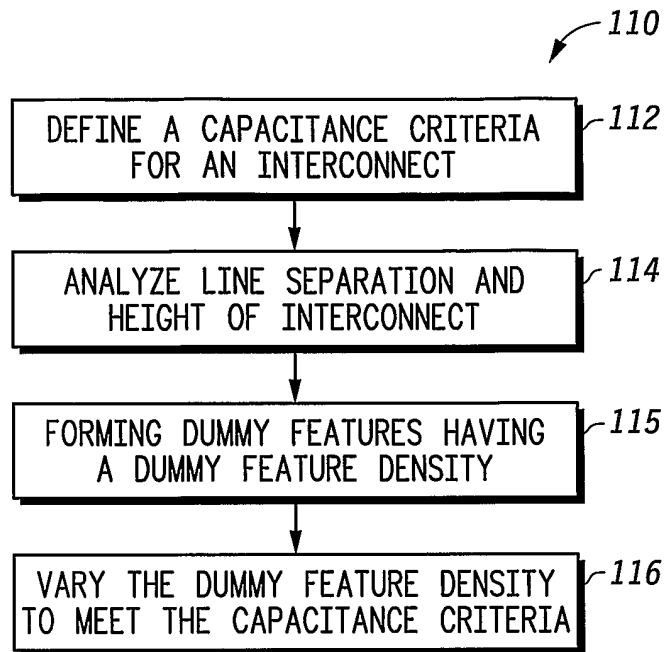 110
DEFINE A CAPACITANCE CRITERIA
FOR AN INTERCONNECT
112
ANALYZE LINE SEPARATION AND
HEIGHT OF INTERCONNECT
114
FORMING DUMMY FEATURES HAVING
A DUMMY FEATURE DENSITY
115
VARY THE DUMMY FEATURE DENSITY
TO MEET THE CAPACITANCE CRITERIA
116